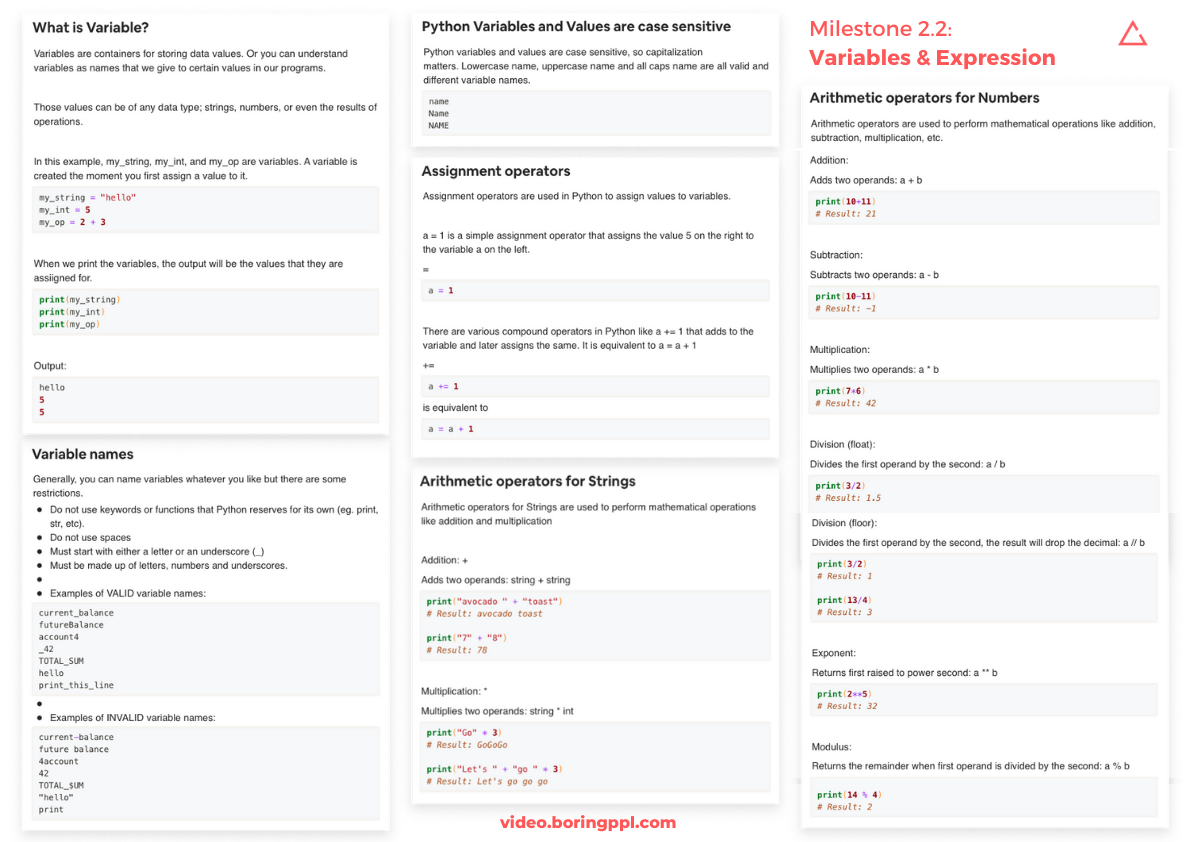 What is Variable?
Variables are containers for storing data values. Or you can understand
variables as names that we give to certain values in our programs.
Those values can be of any data type; strings, numbers, or even the results of
operations.
In this example, my_string, my_int, and my_op are variables. A variable is
created the moment you first assign a value to it.
my_string = "hello"
my_int = 5
my_op = 2 + 3
When we print the variables, the output will be the values that they are
assiigned for.
print(my_string)
print(my_int)
print(my_op)
Output:
hello
5
5
Variable names
Generally, you can name variables whatever you like but there are some
restrictions.
● Do not use keywords or functions that Python reserves for its own (eg. print,
str, etc).
● Do not use spaces
● Must start with either a letter or an underscore (_)
● Must be made up of letters, numbers and underscores.
●
● Examples of VALID variable names:
current_balance
futureBalance
account4
_42
TOTAL_SUM
hello
print_this_line
●
● Examples of INVALID variable names:
current-balance
future balance
4account
42
TOTAL_$UM
"hello"
print
Python Variables and Values are case sensitive
Python variables and values are case sensitive, so capitalization
matters. Lowercase name, uppercase name and all caps name are all valid and
different variable names.
name
Name
NAME
Assignment operators
Assignment operators are used in Python to assign values to variables.
a = 1 is a simple assignment operator that assigns the value 5 on the right to
the variable a on the left.
=
a = 1
There are various compound operators in Python like a += 1 that adds to the
variable and later assigns the same. It is equivalent to a = a + 1
+=
a += 1
is equivalent to
a = a + 1
Arithmetic operators for Strings
Arithmetic operators for Strings are used to perform mathematical operations
like addition and multiplication
Addition: +
Adds two operands: string + string
print("avocado " + "toast")
# Result: avocado toast
print("7" + "8")
# Result: 78
Multiplication: *
Multiplies two operands: string * int
print("Go" * 3)
# Result: GoGoGo
print("Let's " + "go " * 3)
# Result: Let's go go go
video.boringppl.com
Milestone 2.2:
Variables & Expression
Arithmetic operators for Numbers
Arithmetic operators are used to perform mathematical operations like addition,
subtraction, multiplication, etc.
Addition:
Adds two operands: a + b
print(10+11)
# Result: 21
Subtraction:
Subtracts two operands: a - b
print(10-11)
# Result: -1
Multiplication:
Multiplies two operands: a * b
print(7*6)
# Result: 42
Division (float):
Divides the first operand by the second: a / b
print(3/2)
# Result: 1.5
Division (floor):
Divides the first operand by the second, the result will drop the decimal: a // b
print(3/2)
# Result: 1
print(13/4)
# Result: 3
Exponent:
Returns first raised to power second: a ** b
print(2**5)
# Result: 32
Modulus:
Returns the remainder when first operand is divided by the second: a % b
print(14 % 4)
# Result: 2